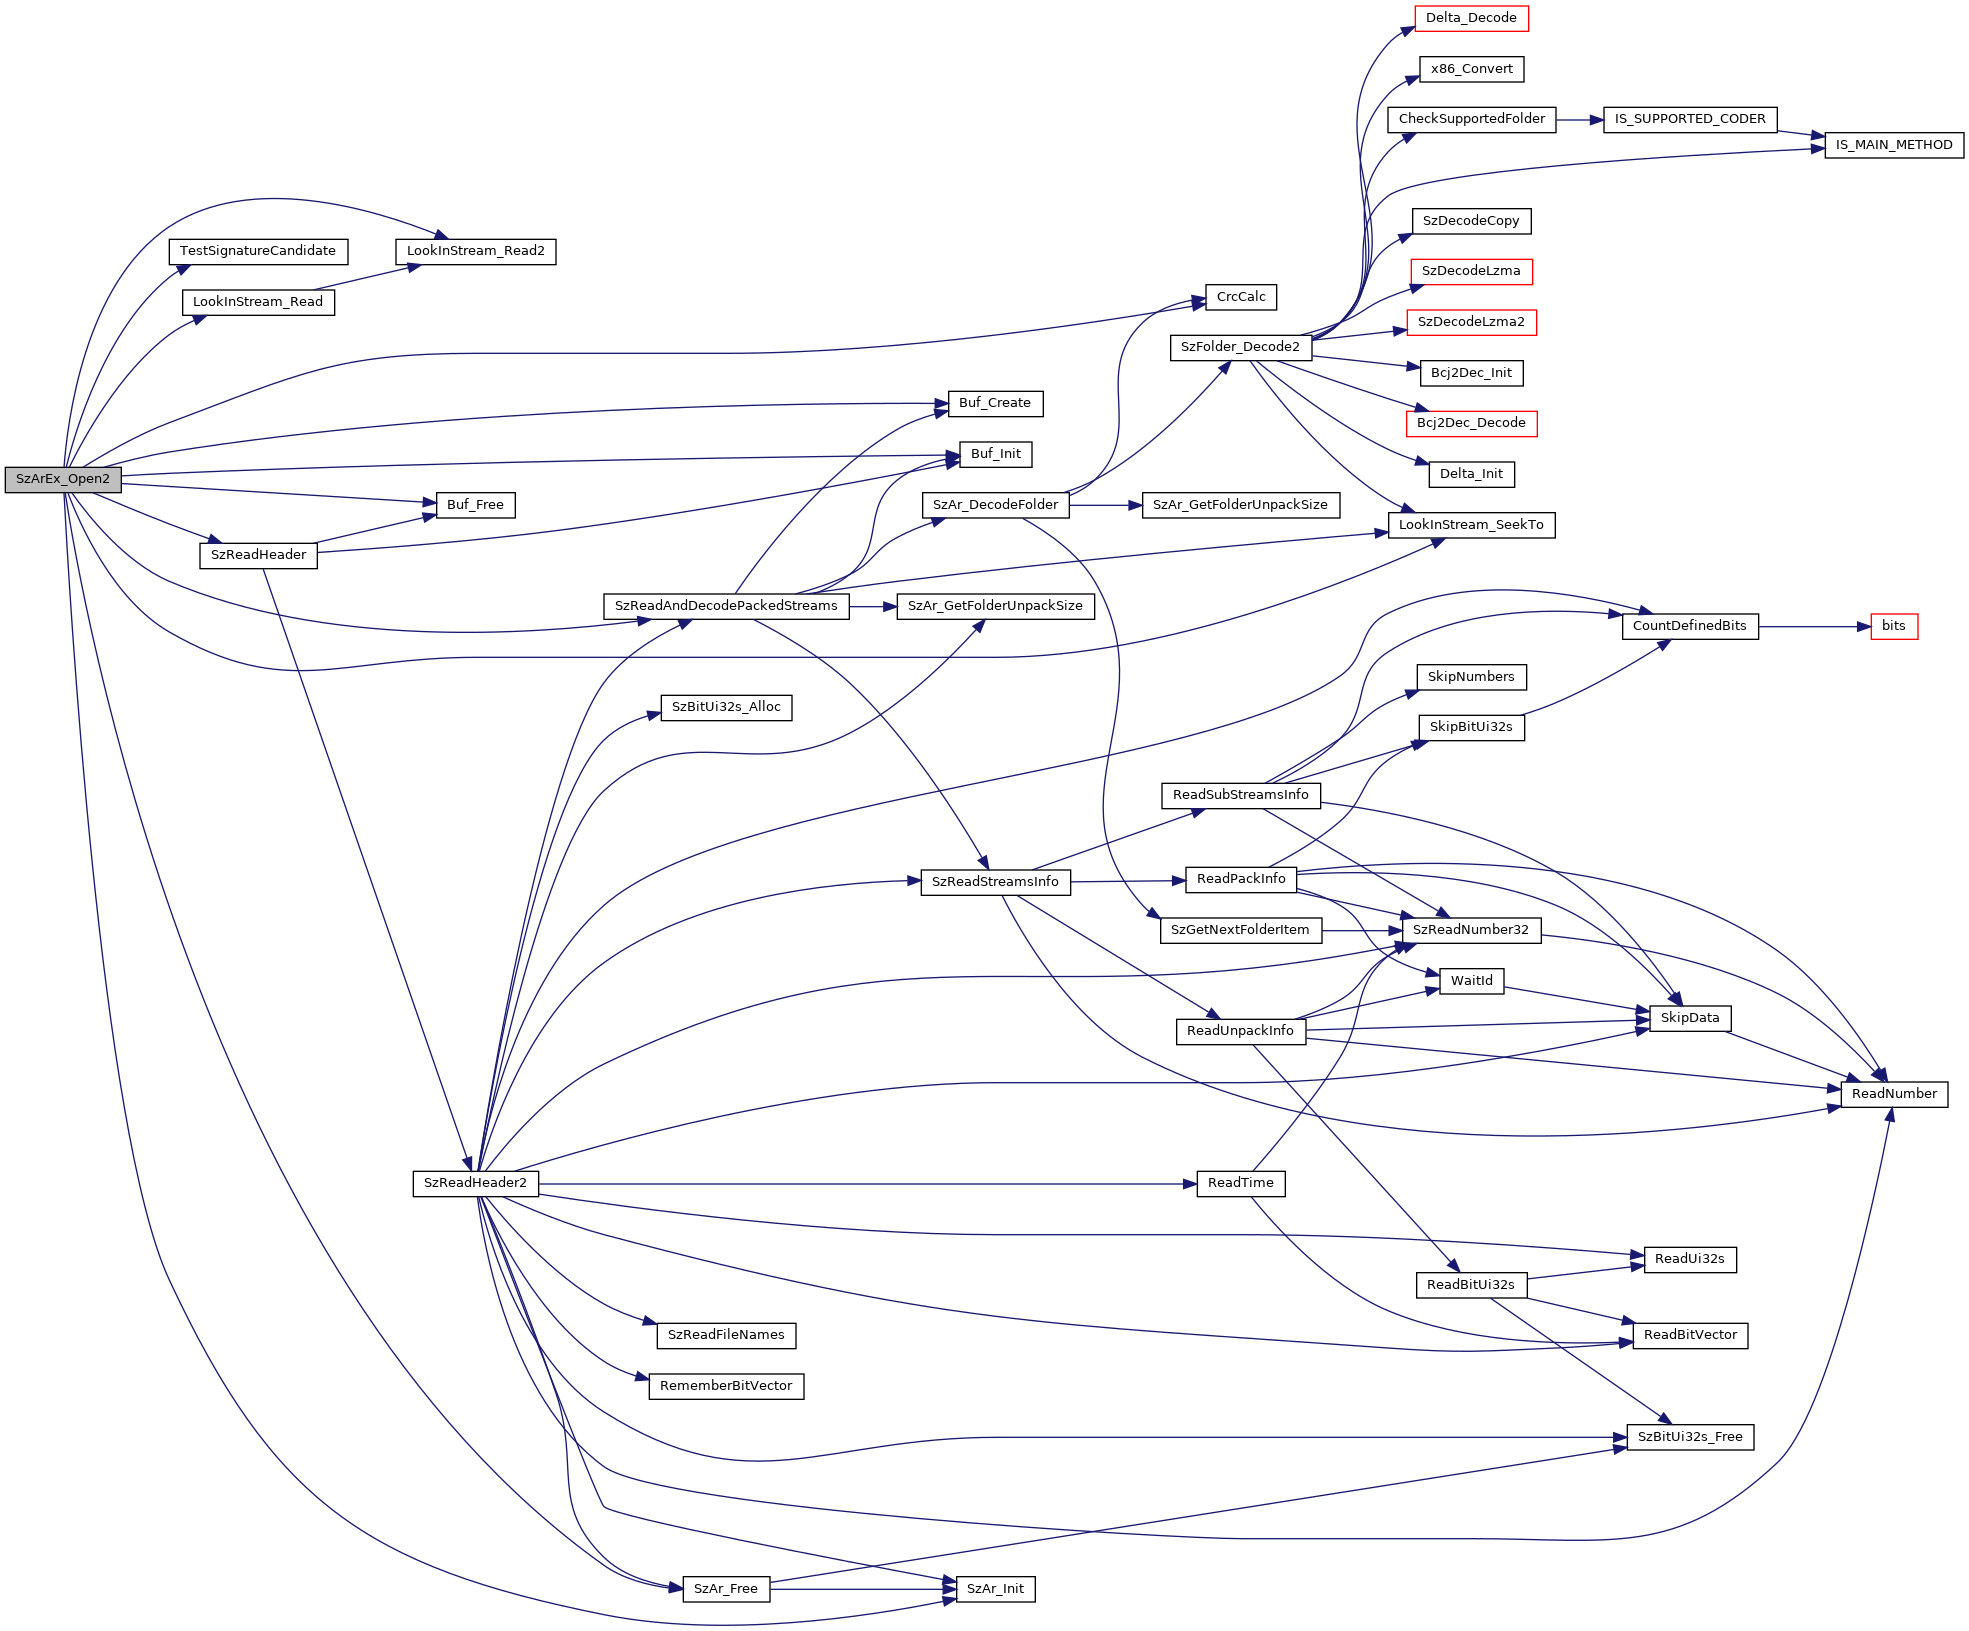 Delta_Decode
x86_Convert
CheckSupportedFolder
IS_SUPPORTED_CODER
IS_MAIN_METHOD
SzDecodeCopy
TestSignatureCandidate
LookInStream_Read2
SzDecodeLzma
LookInStream_Read
CrcCalc
SzDecodeLzma2
SzFolder_Decode2
Bcj2Dec_Init
Buf_Create
Bcj2Dec_Decode
Buf_Init
Delta_Init
SzArEx_Open2
Buf_Free
SzAr_DecodeFolder
SzAr_GetFolderUnpackSize
LookInStream_SeekTo
SzReadHeader
SzReadAndDecodePackedStreams
SzAr_GetFolderUnpackSize
CountDefinedBits
bits
SkipNumbers
SzBitUi32s_Alloc
SkipBitUi32s
ReadSubStreamsInfo
SzReadStreamsInfo
ReadPackInfo
SzGetNextFolderItem
SzReadNumber32
WaitId
SkipData
ReadUnpackInfo
ReadNumber
SzReadHeader2
ReadTime
ReadUi32s
ReadBitUi32s
SzReadFileNames
ReadBitVector
RememberBitVector
SzBitUi32s_Free
SzAr_Free
SzAr_Init